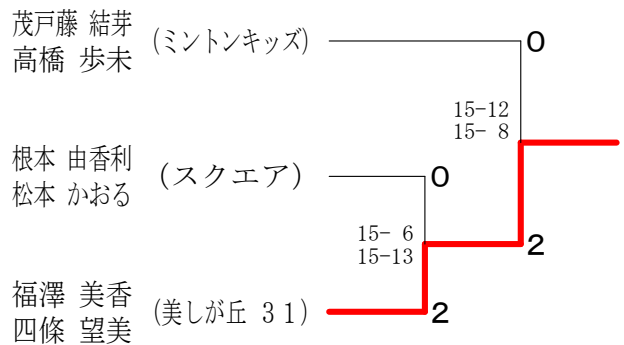 茂戸藤 結芽
高橋 歩未
(ミントンキッズ)
0
15-12
15- 8
根本 由香利
松本 かおる
(スクエア)
0
15- 6
15-13
2
福澤 美香
四條 望美
(美しが丘 31)
2